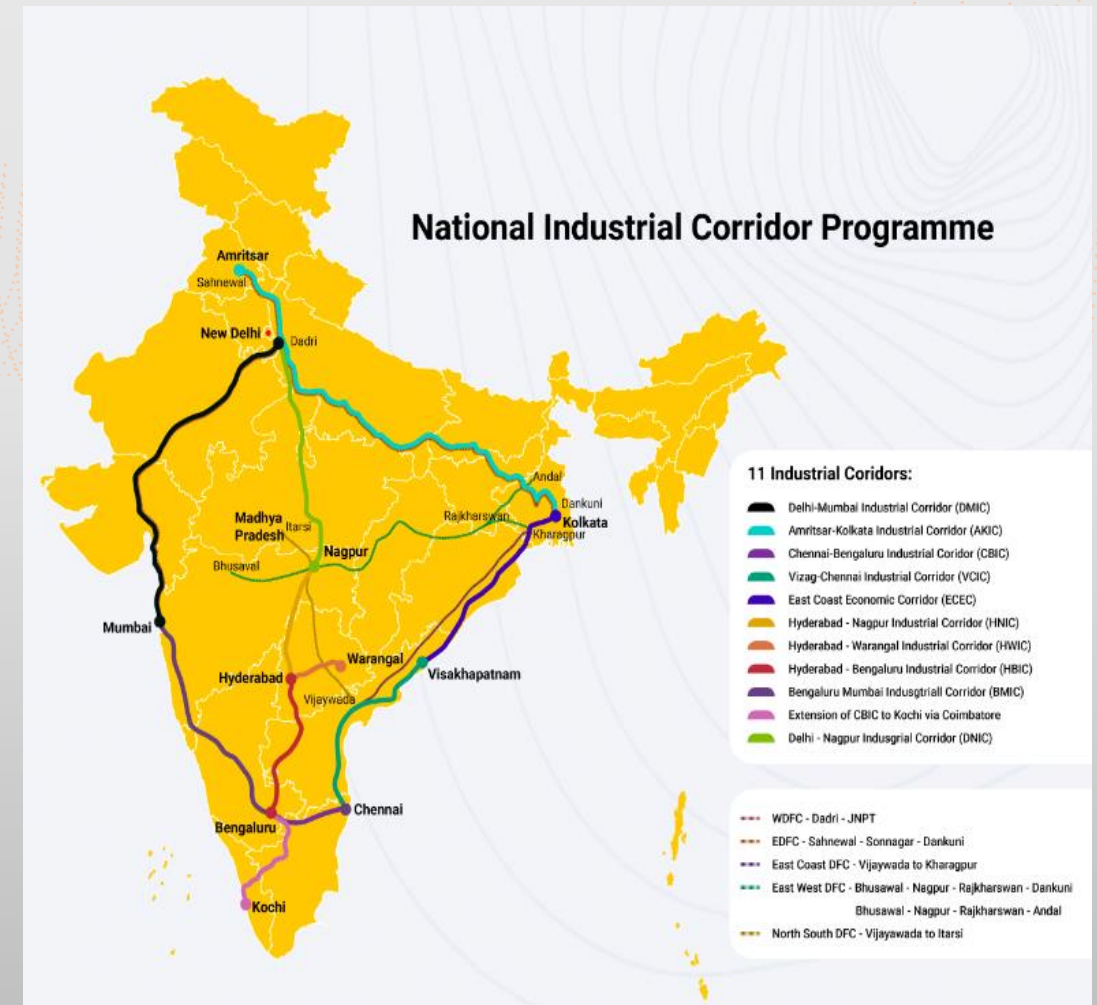 National Industrial Corridor Programme
Amritsar
Sahnewal
New Delhi
Dadri
Andal
Dankuni
Rajkharswan
Kolkata
Kharagpur
Madhya
Pradesh
Itarsi
Nagpur
Bhusaval
Mumbai
Warangal
Hyderabad
Visakhapatnam
Vijaywada
Chennai
Bengaluru
Kochi
11 Industrial Coridors:
Delhi-Mumbai Industrial Corridor (DMIC)
Amritsar-Kolkata Industrial Corridor (AKIC)
Chennai-Bengaluru Industrial Coridor (CBIC)
Vizag-Chennai Industrial Corridor (VCIC)
East Coast Economic Corridor (ECEC)
Hyderabad - Nagpur Industrial Corridor (HNIC)
Hyderabad - Warangal Industrial Corridor (HWIC)
Hyderabad - Bengaluru Industrial Corridor (HBIC)
Bengaluru Mumbai Indusgtriall Corridor (BMIC)
Extension of CBIC to Kochi via Coimbatore
Delhi - Nagpur Indusgrial Corridor (DNIC)
WDFC - Dadri - JNPT
EDFC - Sahnewal - Sonnagar - Dankuni
East Coast DFC - Vijaywada to Kharagpur
East West DFC - Bhusawal - Nagpur - Rajkharswan - Dankuni
Bhusawal - Nagpur - Rajkharswan - Andal
North South DFC - Vijayawada to Itarsi